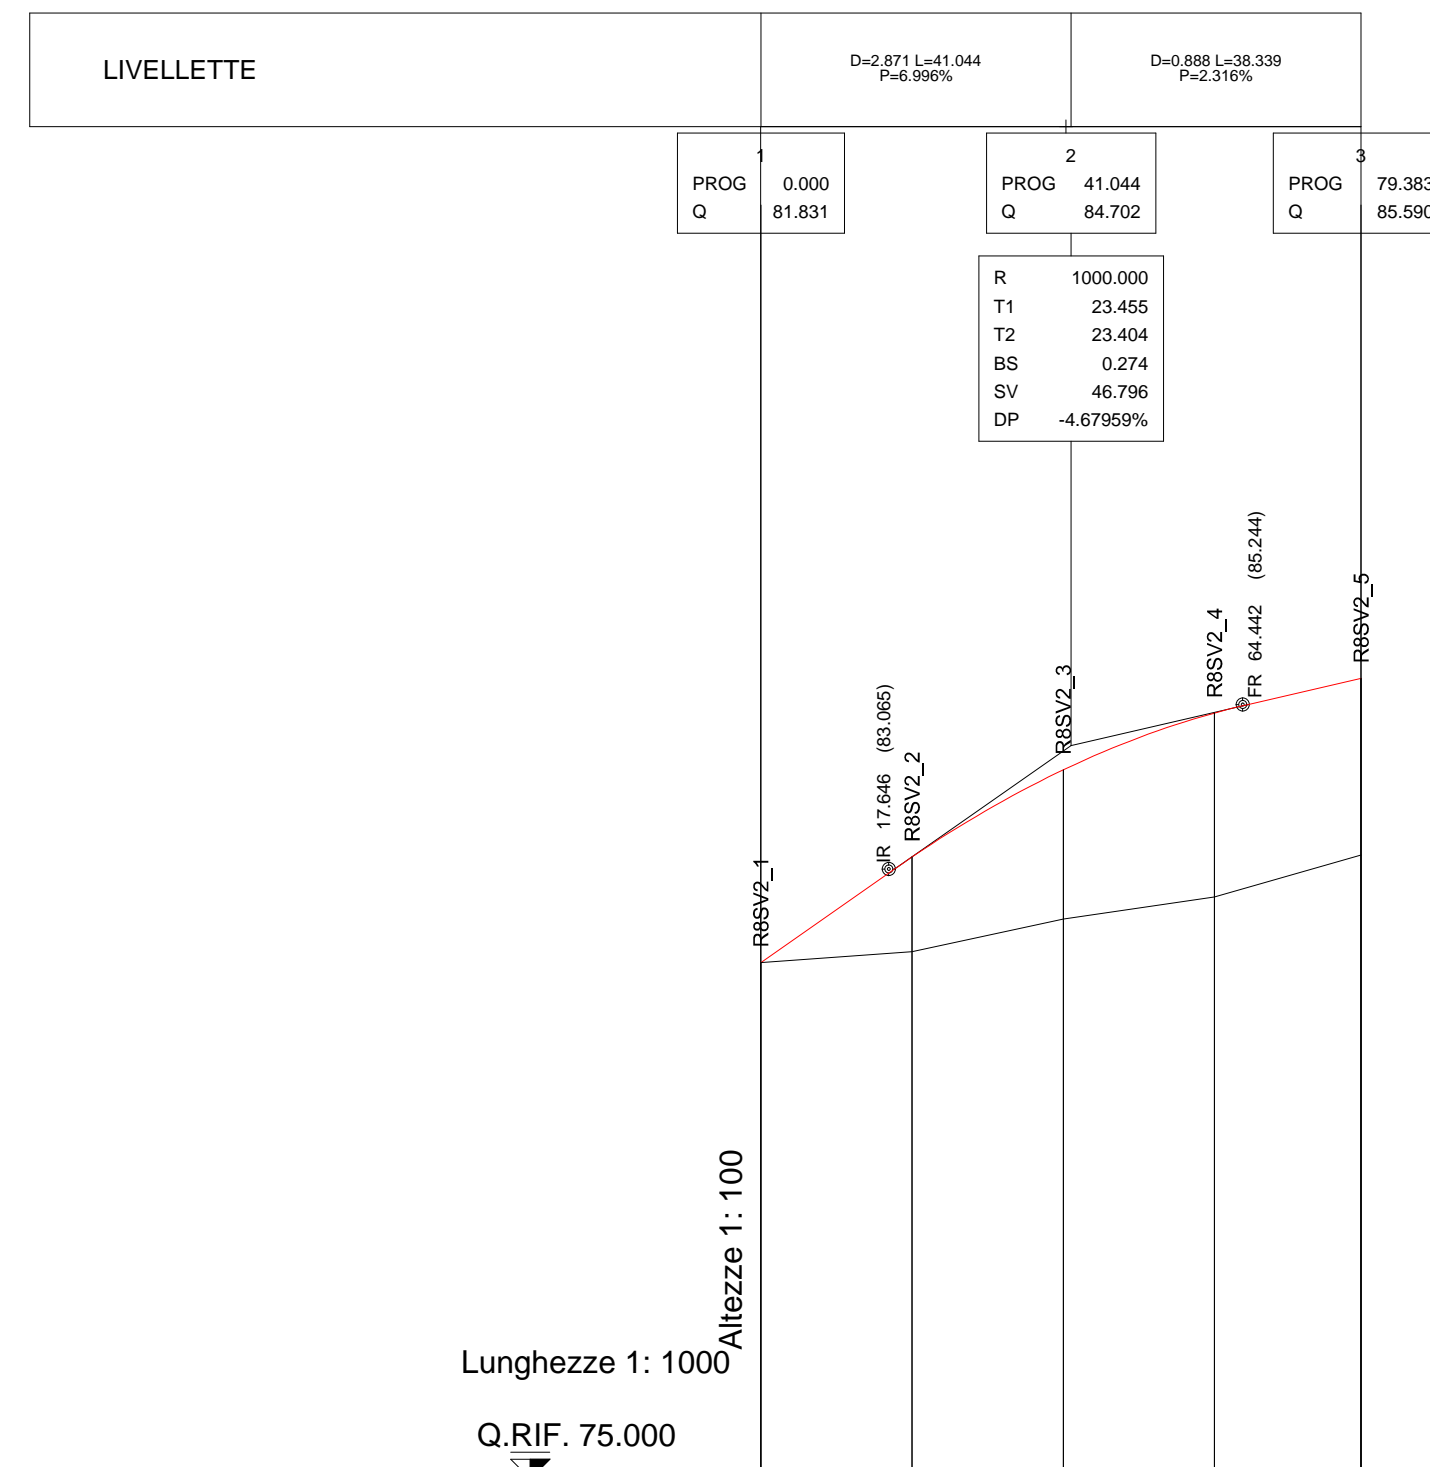 LIVELLETTE
D=2.871 L=41.044
P=6.996%
D=0.888 L=38.339
P=2.316%
1
PROG 0.000
Q 81.831
2
PROG 41.044
Q 84.702
3
PROG 79.383
Q 85.590
R 1000.000
T1 23.455
T2 23.404
BS 0.274
SV 46.796
DP -4.67959%
R8SV2_1
IR 17.646 (83.065)
R8SV2_2
R8SV2_3
R8SV2_4
FR 64.442 (85.244)
R8SV2_5
Altezze 1: 100
Lunghezze 1: 1000
Q.RIF. 75.000